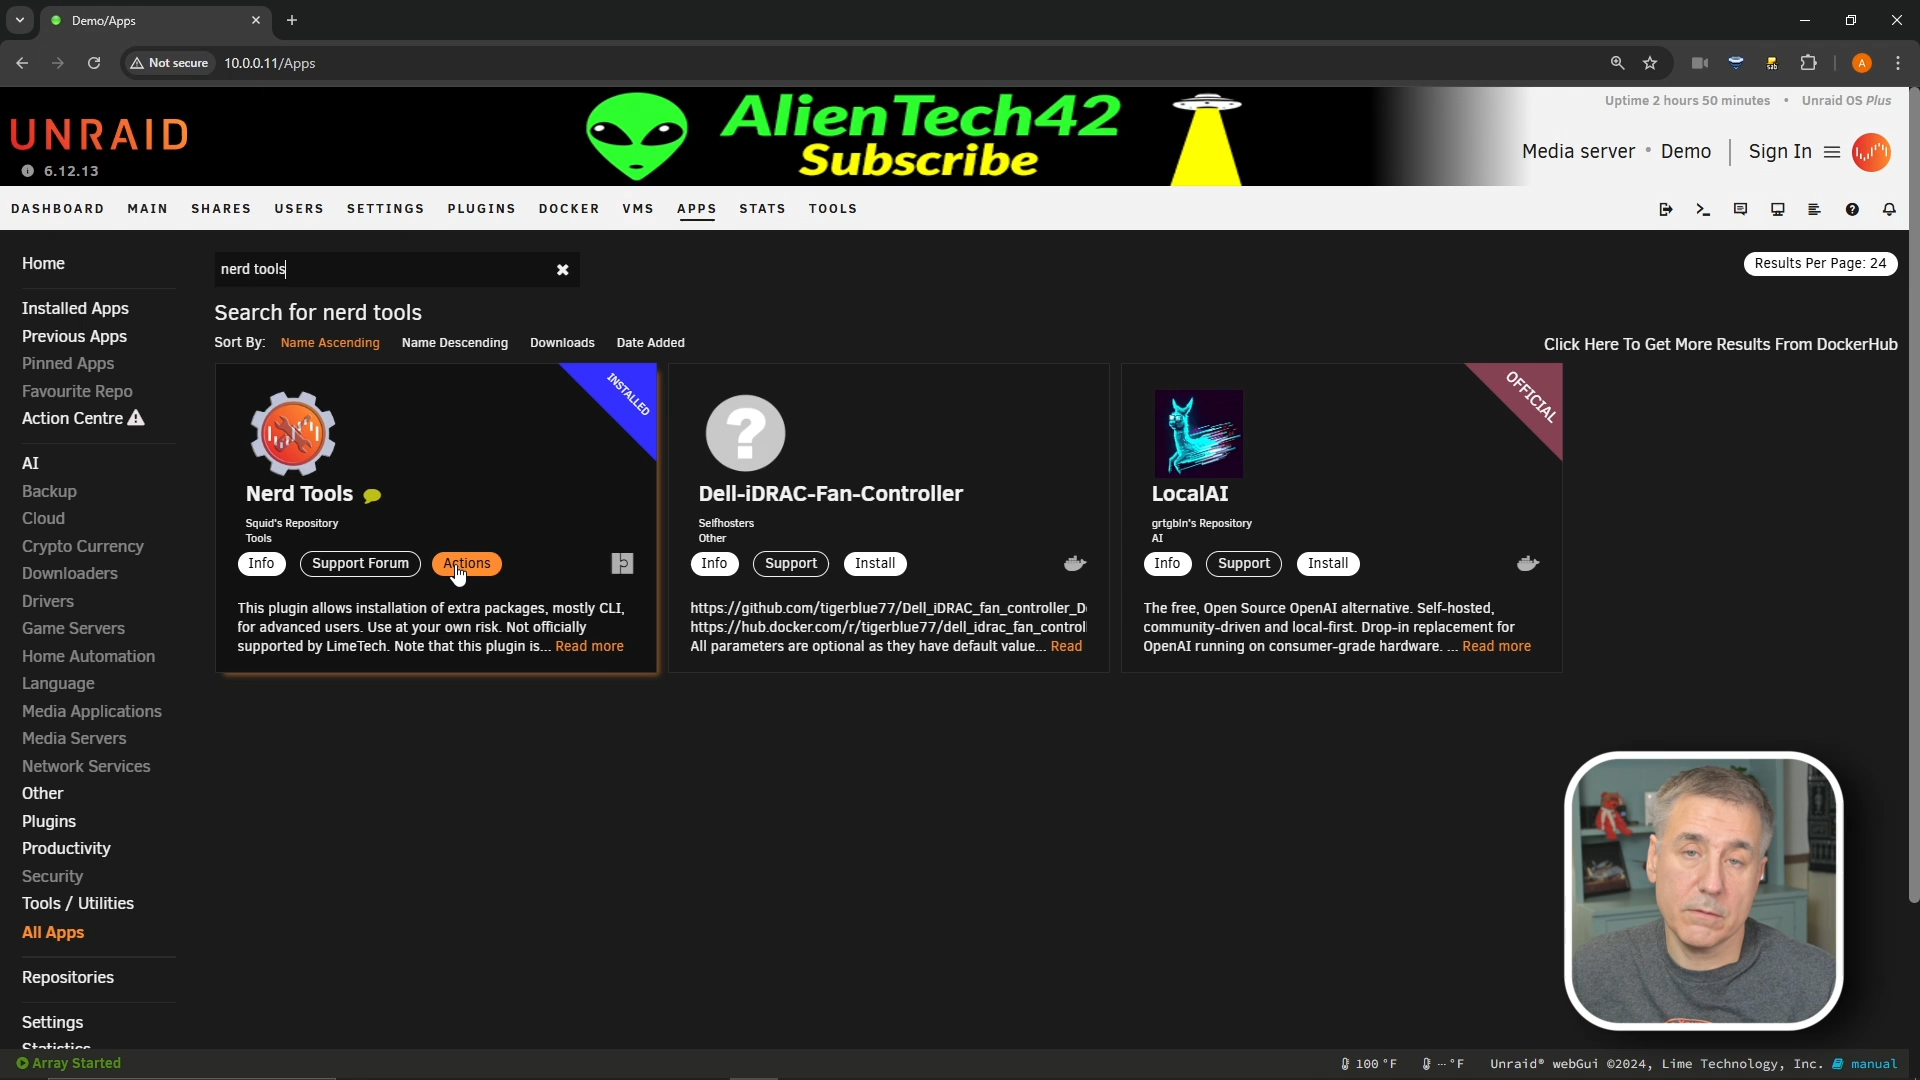 Demo/Apps
Not secure
10.0.0.11/Apps
A
UNRAID
6.12.13
AlienTech42
Subscribe
Uptime 2 hours 50 minutes • Unraid OS Plus
Media server • Demo
Sign In
DASHBOARD MAIN SHARES USERS SETTINGS PLUGINS DOCKER VMS APPS STATS TOOLS
Home
Installed Apps
Previous Apps
Pinned Apps
Favourite Repo
Action Centre
AI
Backup
Cloud
Crypto Currency
Downloaders
Drivers
Game Servers
Home Automation
Language
Media Applications
Media Servers
Network Services
Other
Plugins
Productivity
Security
Tools / Utilities
All Apps
Repositories
Settings
Statistics
nerd tools
Results Per Page: 24
Search for nerd tools
Sort By: Name Ascending Name Descending Downloads Date Added
Click Here To Get More Results From DockerHub
INSTALLED
Nerd Tools
Squid's Repository
Tools
Info Support Forum Actions
This plugin allows installation of extra packages, mostly CLI,
for advanced users. Use at your own risk. Not officially
supported by LimeTech. Note that this plugin is... Read more
?
Dell-iDRAC-Fan-Controller
Selfhosters
Other
Info Support Install
https://github.com/tigerblue77/Dell_iDRAC_fan_controller_D
https://hub.docker.com/r/tigerblue77/dell_idrac_fan_control
All parameters are optional as they have default value... Read
OFFICIAL
LocalAI
grtgbln's Repository
AI
Info Support Install
The free, Open Source OpenAI alternative. Self-hosted,
community-driven and local-first. Drop-in replacement for
OpenAI running on consumer-grade hardware. ... Read more
Array Started
100 °F
-- °F
Unraid® webGui ©2024, Lime Technology, Inc. manual